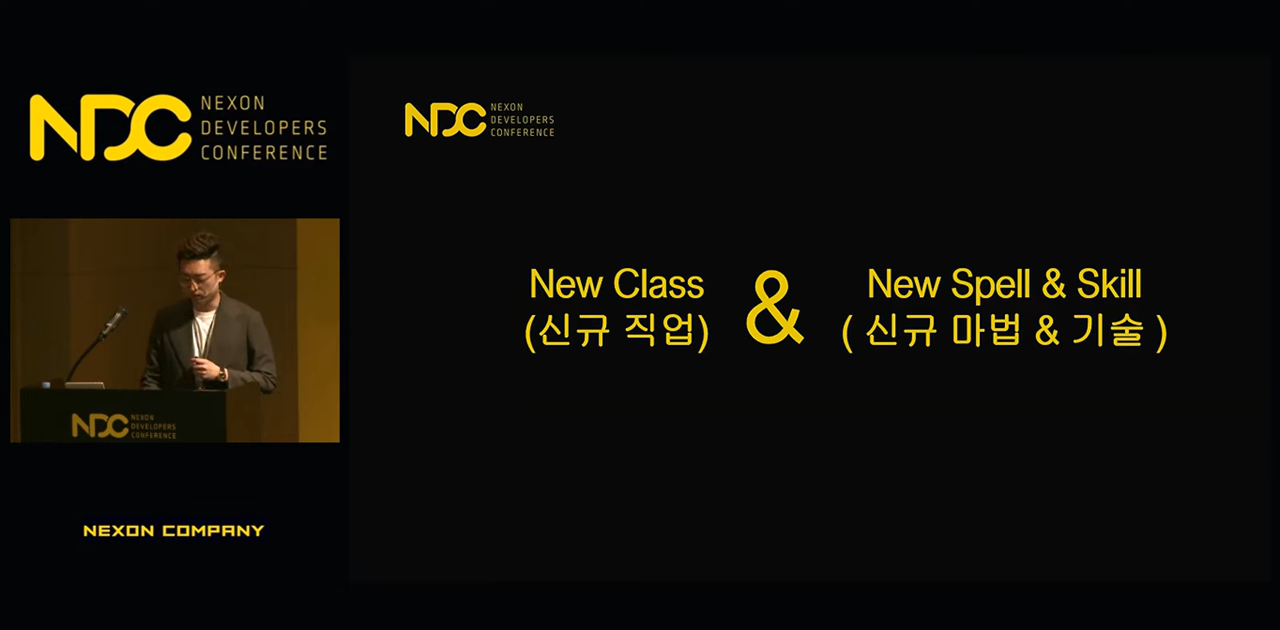 NDC
NEXON
DEVELOPERS
CONFERENCE
NDC
NEXON
DEVELOPERS
CONFERENCE
New Class
(신규 직업)
&
New Spell & Skill
( 신규 마법 & 기술 )
NDC
NEXON
DEVELOPERS
CONFERENCE
NEXON COMPANY